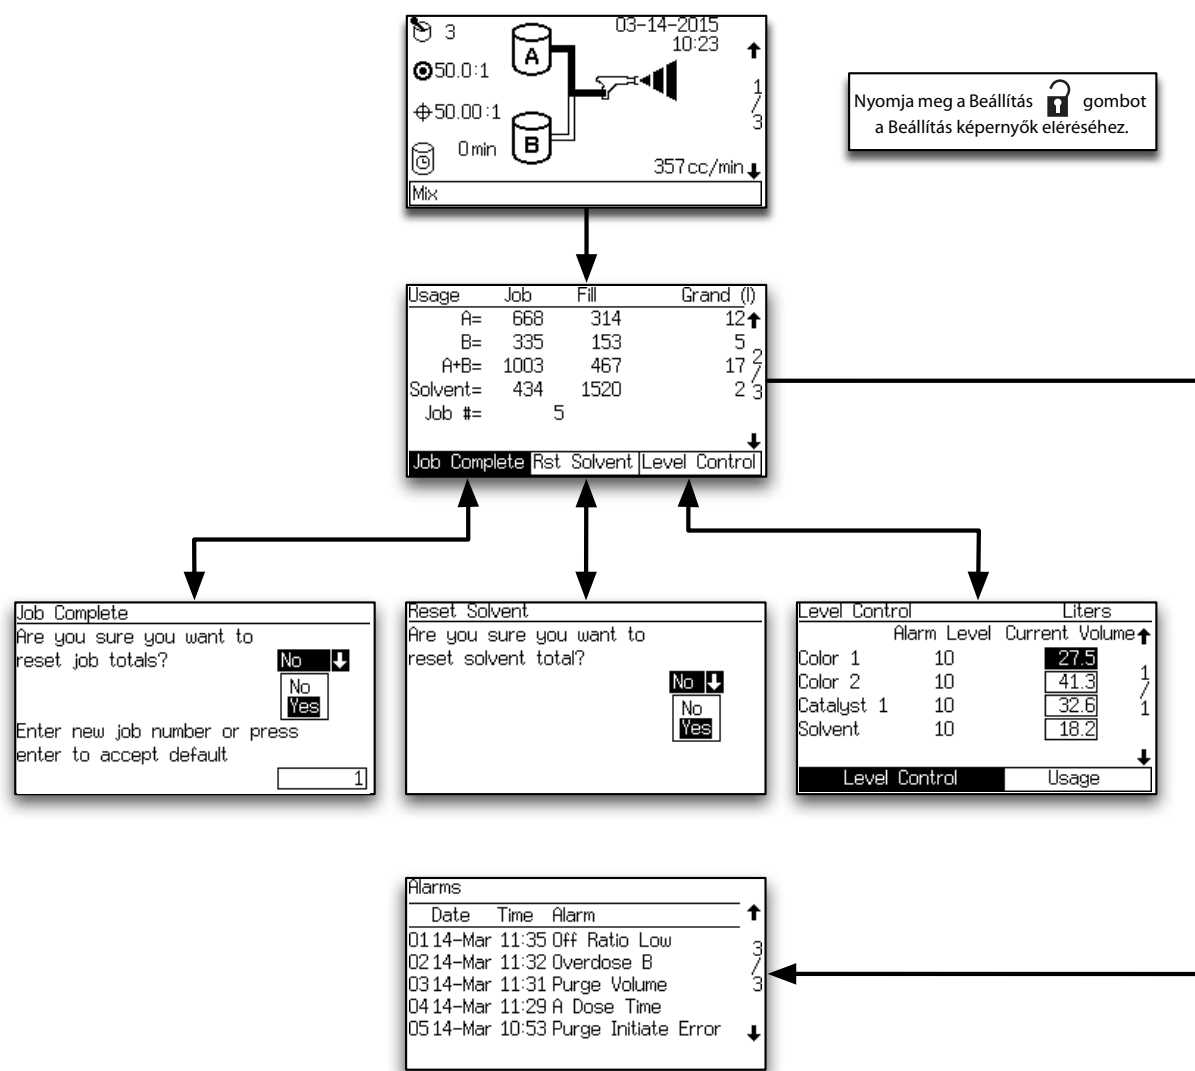 3
03-14-2015
10:23
A
50.0:1
1
/
3
50.00:1
B
0min
357cc/min
Mix
Nyomja meg a Beállítás gombot
a Beállítás képernyők eléréséhez.
Usage Job Fill Grand (l)
A= 668 314 12
B= 335 153 5
A+B= 1003 467 17
Solvent= 434 1520 2
Job #= 5
2
/
3
Job Complete Rst Solvent Level Control
Job Complete
Are you sure you want to
reset job totals?
No
No
Yes
Enter new job number or press
enter to accept default
1
Reset Solvent
Are you sure you want to
reset solvent total?
No
No
Yes
Level Control Liters
Alarm Level Current Volume
Color 1 10 27.5
Color 2 10 41.3
Catalyst 1 10 32.6
Solvent 10 18.2
1
/
1
Level Control Usage
Alarms
Date Time Alarm
01 14-Mar 11:35 Off Ratio Low
02 14-Mar 11:32 Overdose B
03 14-Mar 11:31 Purge Volume
04 14-Mar 11:29 A Dose Time
05 14-Mar 10:53 Purge Initiate Error
3
/
3